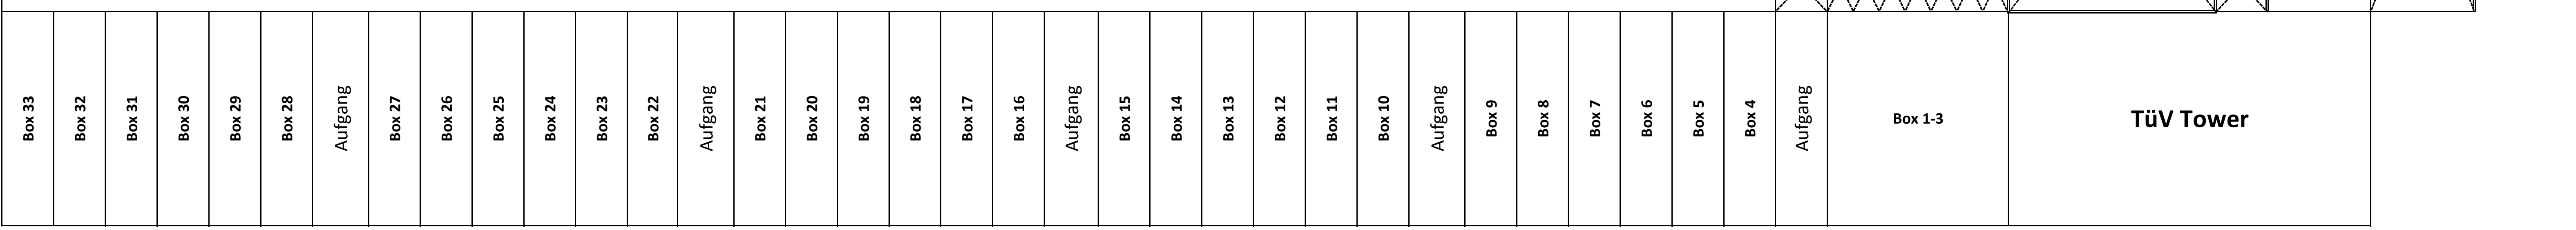 Box 33
Box 32
Box 31
Box 30
Box 29
Box 28
Aufgang
Box 27
Box 26
Box 25
Box 24
Box 23
Box 22
Aufgang
Box 21
Box 20
Box 19
Box 18
Box 17
Box 16
Aufgang
Box 15
Box 14
Box 13
Box 12
Box 11
Box 10
Aufgang
Box 9
Box 8
Box 7
Box 6
Box 5
Box 4
Aufgang
Box 1-3
TüV Tower